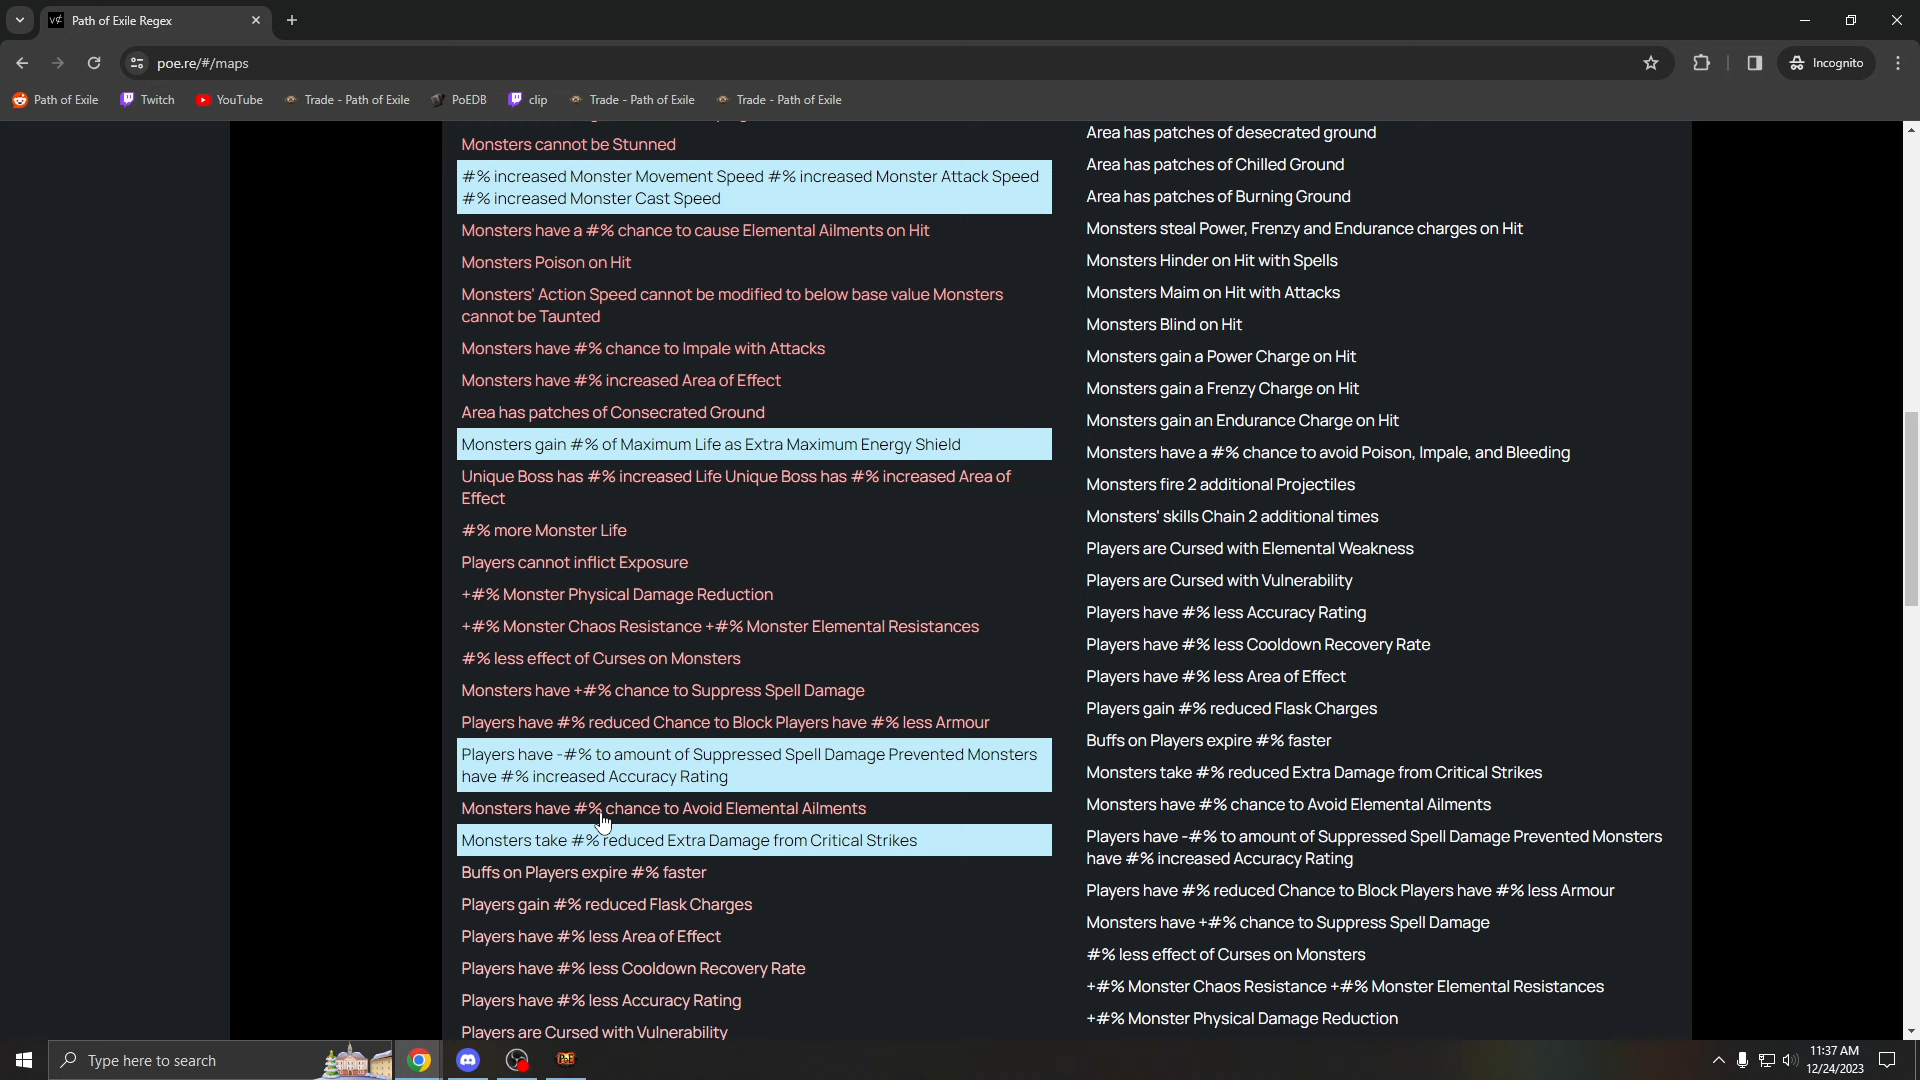 Path of Exile Regex
poe.re/#/maps
Incognito
Path of Exile
Twitch
YouTube
Trade - Path of Exile
PoEDB
clip
Trade - Path of Exile
Trade - Path of Exile
Monsters cannot be Stunned
#% increased Monster Movement Speed #% increased Monster Attack Speed
#% increased Monster Cast Speed
Monsters have a #% chance to cause Elemental Ailments on Hit
Monsters Poison on Hit
Monsters' Action Speed cannot be modified to below base value Monsters
cannot be Taunted
Monsters have #% chance to Impale with Attacks
Monsters have #% increased Area of Effect
Area has patches of Consecrated Ground
Monsters gain #% of Maximum Life as Extra Maximum Energy Shield
Unique Boss has #% increased Life Unique Boss has #% increased Area of
Effect
#% more Monster Life
Players cannot inflict Exposure
+#% Monster Physical Damage Reduction
+#% Monster Chaos Resistance +#% Monster Elemental Resistances
#% less effect of Curses on Monsters
Monsters have +#% chance to Suppress Spell Damage
Players have #% reduced Chance to Block Players have #% less Armour
Players have -#% to amount of Suppressed Spell Damage Prevented Monsters
have #% increased Accuracy Rating
Monsters have #% chance to Avoid Elemental Ailments
Monsters take #% reduced Extra Damage from Critical Strikes
Buffs on Players expire #% faster
Players gain #% reduced Flask Charges
Players have #% less Area of Effect
Players have #% less Cooldown Recovery Rate
Players have #% less Accuracy Rating
Players are Cursed with Vulnerability
Area has patches of desecrated ground
Area has patches of Chilled Ground
Area has patches of Burning Ground
Monsters steal Power, Frenzy and Endurance charges on Hit
Monsters Hinder on Hit with Spells
Monsters Maim on Hit with Attacks
Monsters Blind on Hit
Monsters gain a Power Charge on Hit
Monsters gain a Frenzy Charge on Hit
Monsters gain an Endurance Charge on Hit
Monsters have a #% chance to avoid Poison, Impale, and Bleeding
Monsters fire 2 additional Projectiles
Monsters' skills Chain 2 additional times
Players are Cursed with Elemental Weakness
Players are Cursed with Vulnerability
Players have #% less Accuracy Rating
Players have #% less Cooldown Recovery Rate
Players have #% less Area of Effect
Players gain #% reduced Flask Charges
Buffs on Players expire #% faster
Monsters take #% reduced Extra Damage from Critical Strikes
Monsters have #% chance to Avoid Elemental Ailments
Players have -#% to amount of Suppressed Spell Damage Prevented Monsters
have #% increased Accuracy Rating
Players have #% reduced Chance to Block Players have #% less Armour
Monsters have +#% chance to Suppress Spell Damage
#% less effect of Curses on Monsters
+#% Monster Chaos Resistance +#% Monster Elemental Resistances
+#% Monster Physical Damage Reduction
Type here to search
PoE
11:37 AM
12/24/2023